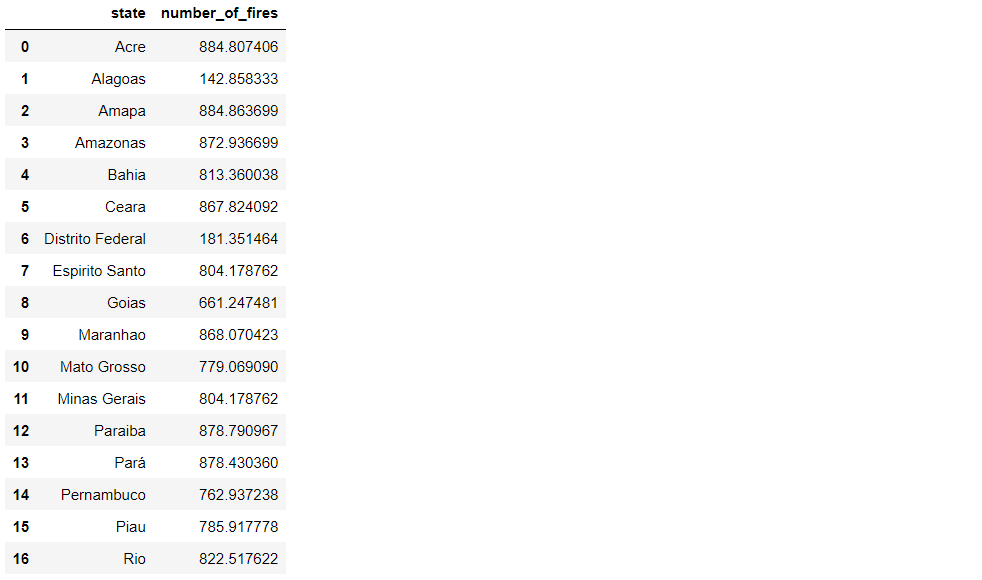 state number_of_fires
0 Acre 884.807406
1 Alagoas 142.858333
2 Amapa 884.863699
3 Amazonas 872.936699
4 Bahia 813.360038
5 Ceara 867.824092
6 Distrito Federal 181.351464
7 Espirito Santo 804.178762
8 Goias 661.247481
9 Maranhao 868.070423
10 Mato Grosso 779.069090
11 Minas Gerais 804.178762
12 Paraiba 878.790967
13 Pará 878.430360
14 Pernambuco 762.937238
15 Piau 785.917778
16 Rio 822.517622